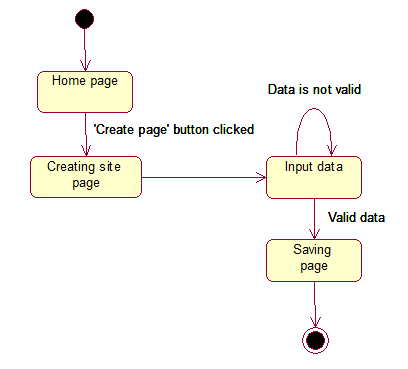 Home page
Data is not valid
'Create page' button clicked
Creating site
page
Input data
Valid data
Saving
page